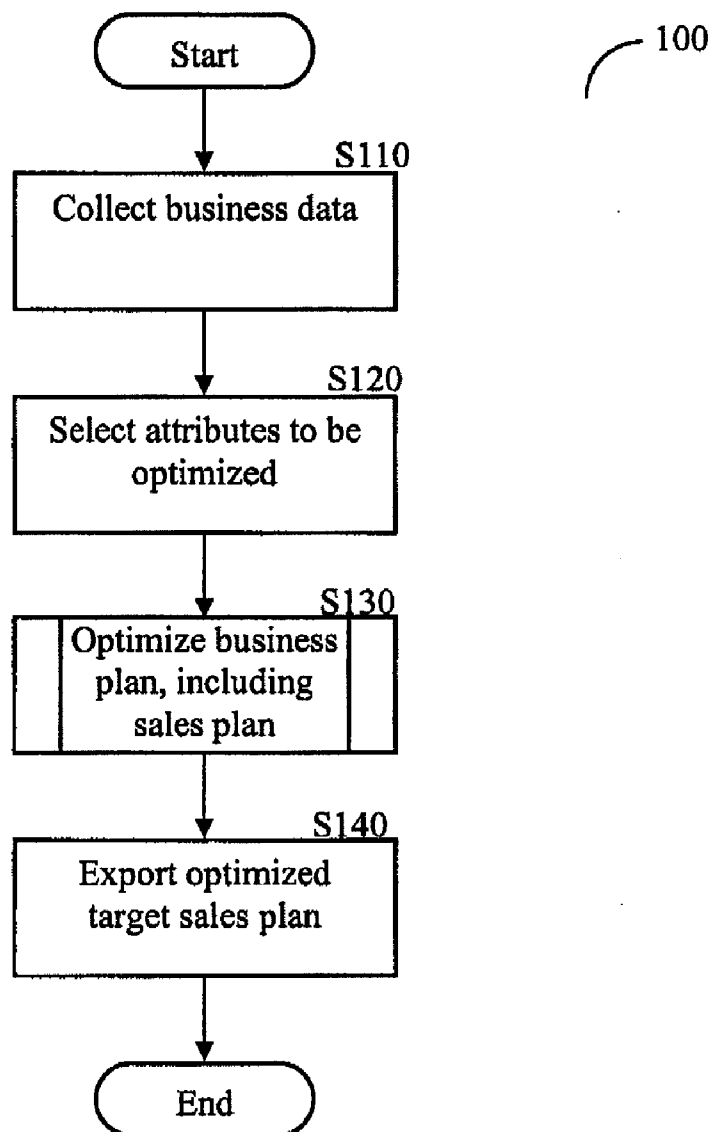 Start
100
S110
Collect business data
S120
Select attributes to be
optimized
S130
Optimize business
plan, including
sales plan
S140
Export optimized
target sales plan
End